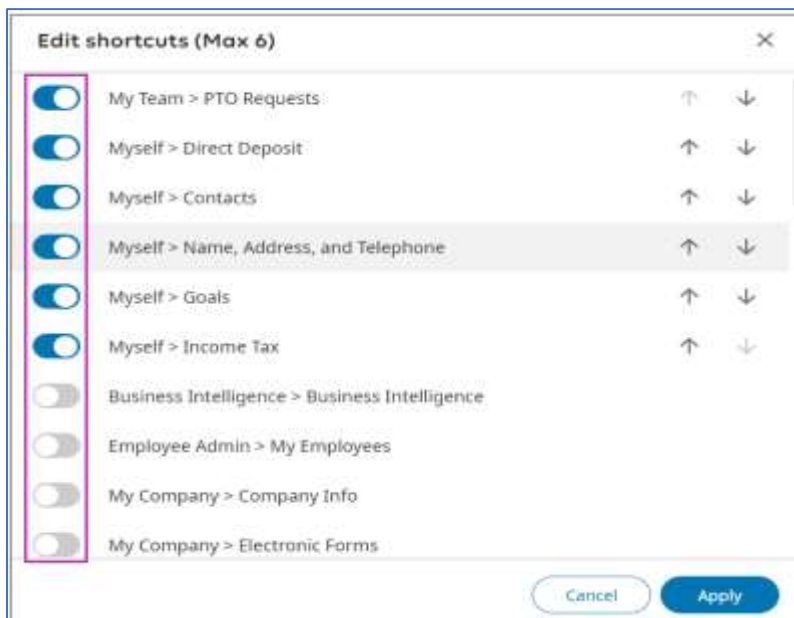 Edit shortcuts (Max 6)
My Team > PTO Requests
Myself > Direct Deposit
Myself > Contacts
Myself > Name, Address, and Telephone
Myself > Goals
Myself > Income Tax
Business Intelligence > Business Intelligence
Employee Admin > My Employees
My Company > Company Info
My Company > Electronic Forms
Cancel Apply